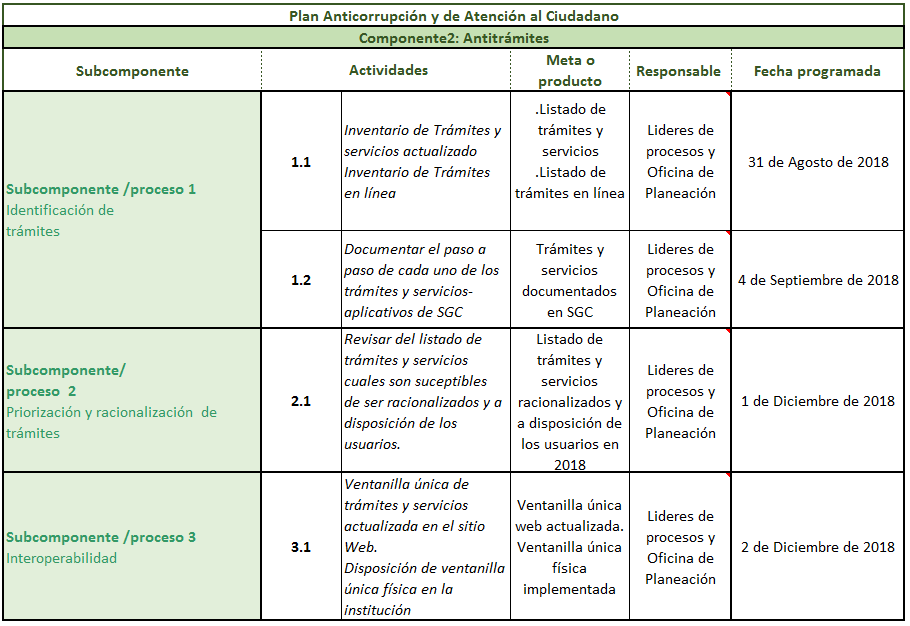 Plan Anticorrupción y de Atención al Ciudadano
Componente2: Antitrámites
Subcomponente
Actividades
Meta o
producto
Responsable
Fecha programada
Subcomponente /proceso 1
Identificación de
trámites
1.1
Inventario de Trámites y
servicios actualizado
Inventario de Trámites
en línea
.Listado de
trámites y
servicios
.Listado de
trámites en línea
Lideres de
procesos y
Oficina de
Planeación
31 de Agosto de 2018
1.2
Documentar el paso a
paso de cada uno de los
trámites y servicios-
aplicativos de SGC
Trámites y
servicios
documentados
en SGC
Lideres de
procesos y
Oficina de
Planeación
4 de Septiembre de 2018
Subcomponente/
proceso  2
Priorización y racionalización  de
trámites
2.1
Revisar del listado de
trámites y servicios
cuales son suceptibles
de ser racionalizados y a
disposición de los
usuarios.
Listado de
trámites y
servicios
racionalizados y
a disposición de
los usuarios en
2018
Lideres de
procesos y
Oficina de
Planeación
1 de Diciembre de 2018
Subcomponente /proceso 3
Interoperabilidad
3.1
Ventanilla única de
trámites y servicios
actualizada en el sitio
Web.
Disposición de ventanilla
única física en la
institución
Ventanilla única
web actualizada.
Ventanilla única
física
implementada
Lideres de
procesos y
Oficina de
Planeación
2 de Diciembre de 2018